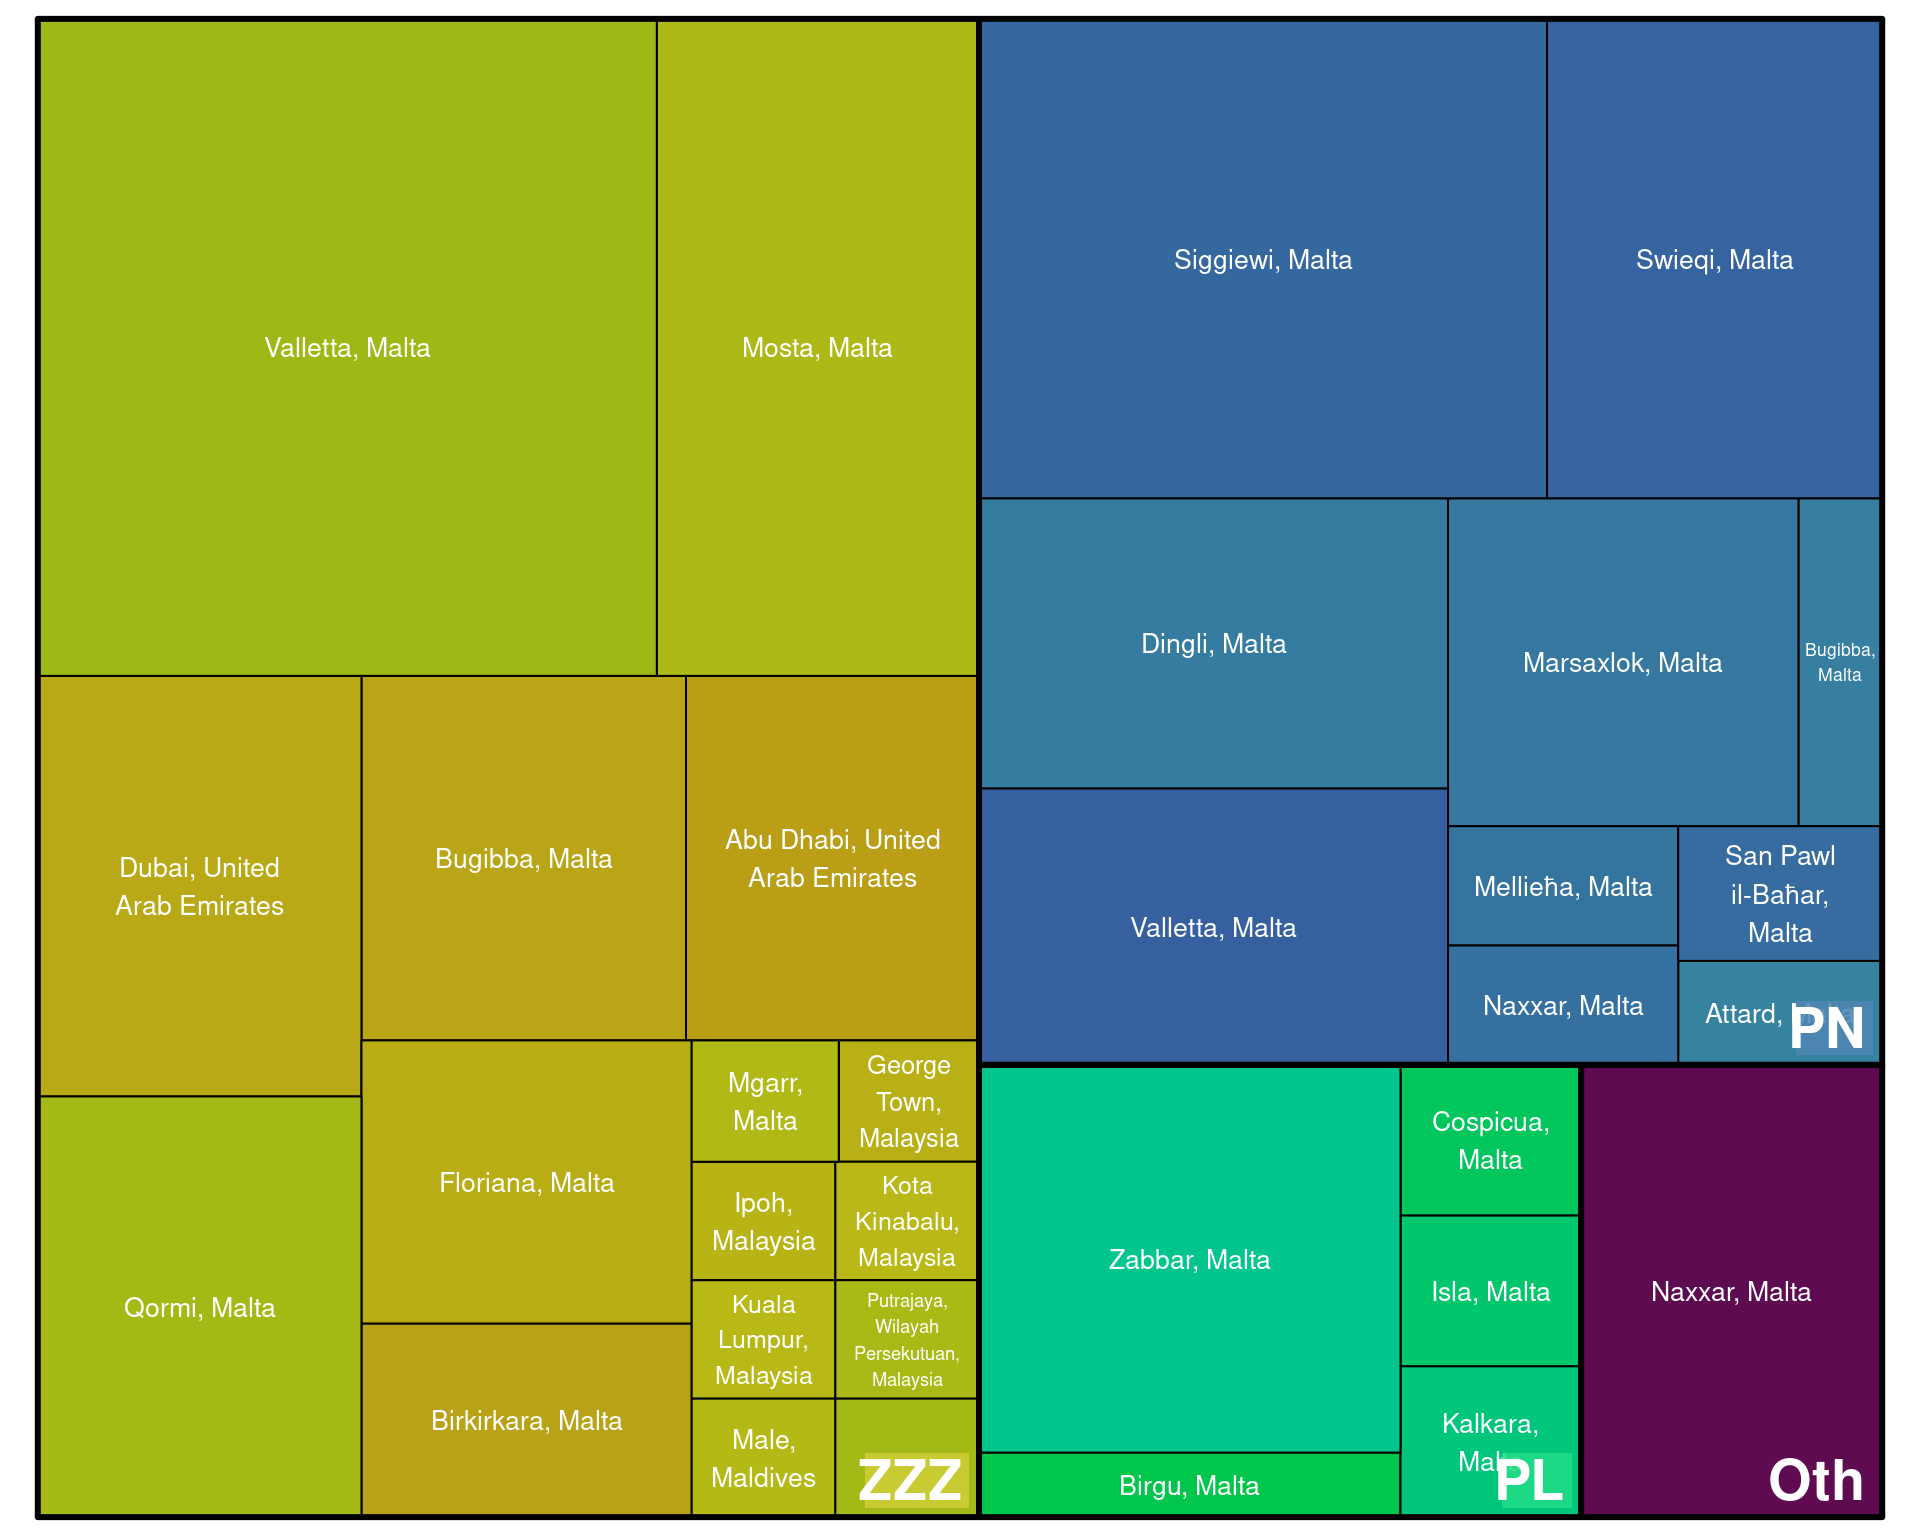 Valletta, Malta
Mosta, Malta
Dubai, United
Arab Emirates
Bugibba, Malta
Abu Dhabi, United
Arab Emirates
Qormi, Malta
Floriana, Malta
Birkirkara, Malta
Mgarr,
Malta
George
Town,
Malaysia
Ipoh,
Malaysia
Kota
Kinabalu,
Malaysia
Kuala
Lumpur,
Malaysia
Putrajaya,
Wilayah
Persekutuan,
Malaysia
Male,
Maldives
ZZZ
Siggiewi, Malta
Swieqi, Malta
Dingli, Malta
Marsaxlok, Malta
Bugibba,
Malta
Valletta, Malta
Mellieħa, Malta
San Pawl
il-Baħar,
Malta
Naxxar, Malta
Attard,
PN
Zabbar, Malta
Cospicua,
Malta
Isla, Malta
Kalkara,
Birgu, Malta
PL
Naxxar, Malta
Oth